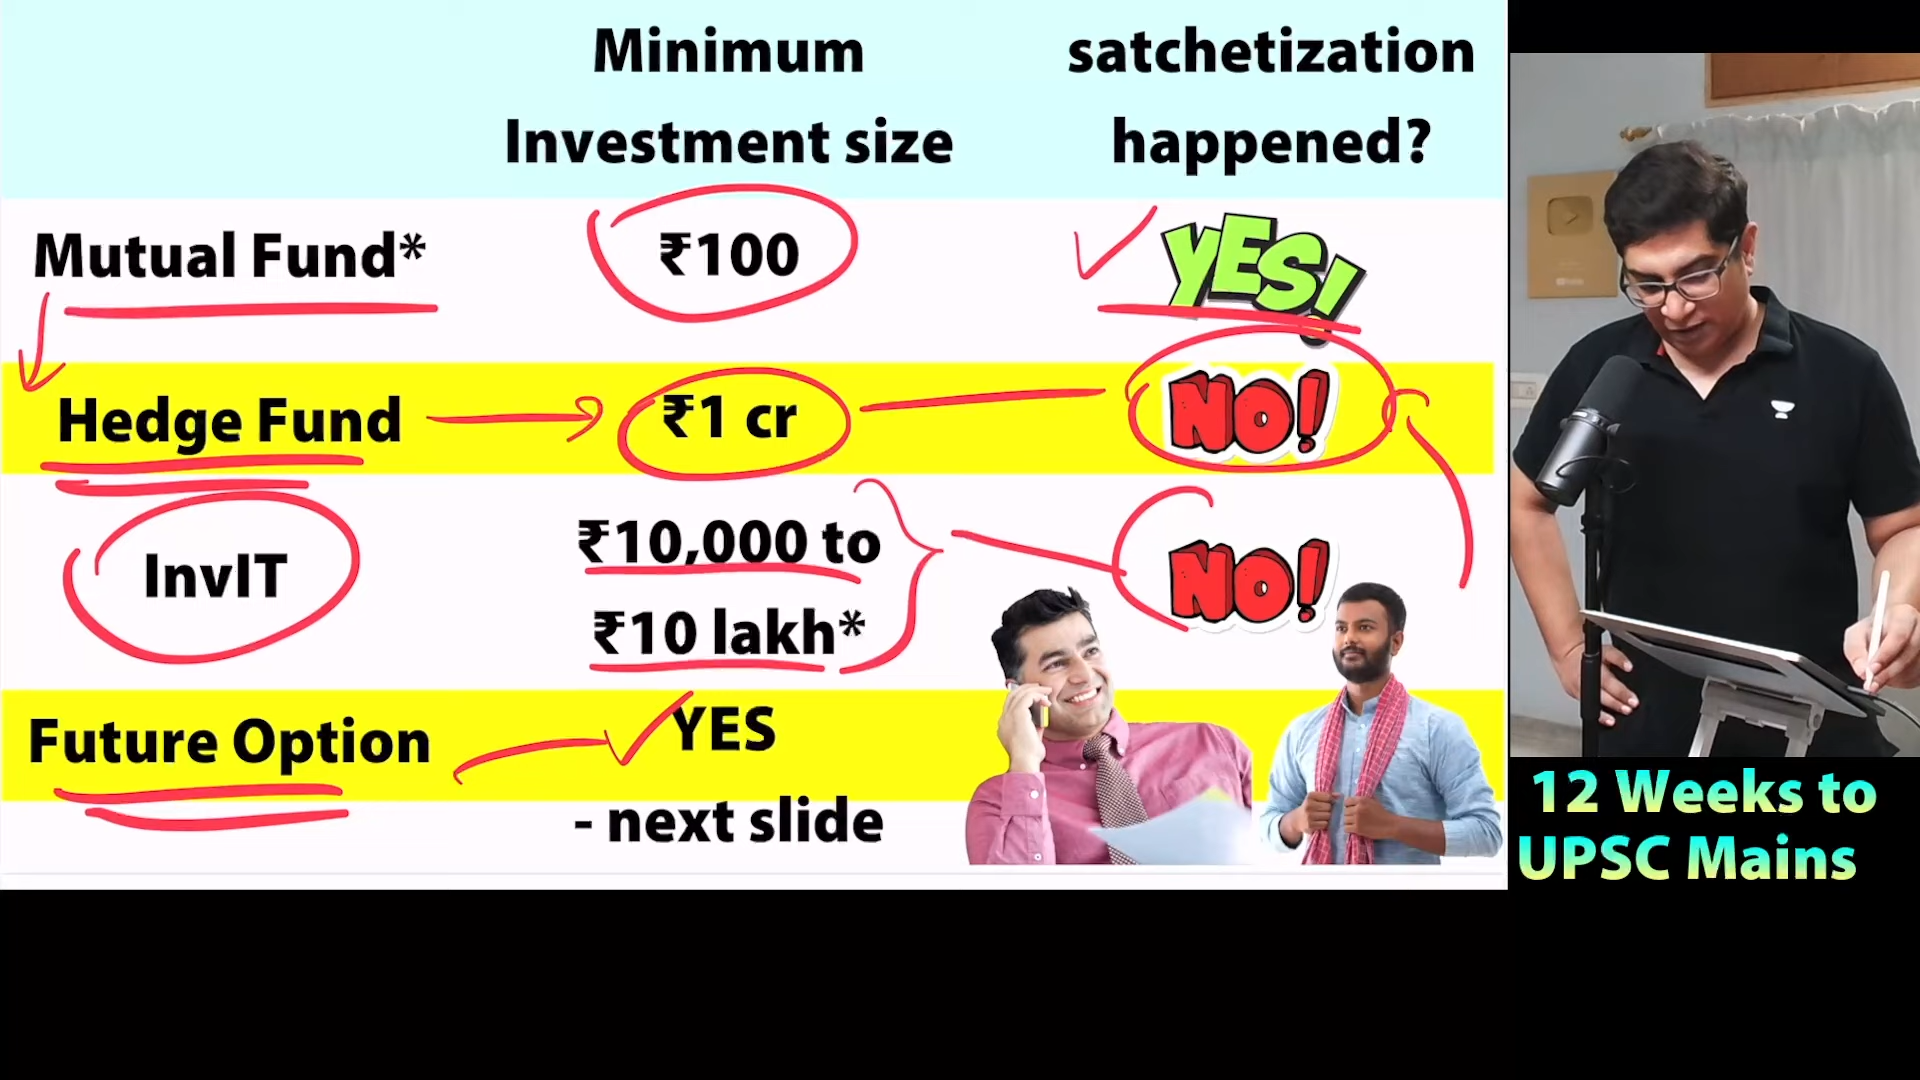 Minimum
Investment size
satchetization
happened?
Mutual Fund*
₹100
YES!
Hedge Fund
₹1 cr
NO!
InvIT
₹10,000 to
₹10 lakh*
NO!
Future Option
YES
- next slide
12 Weeks to
UPSC Mains